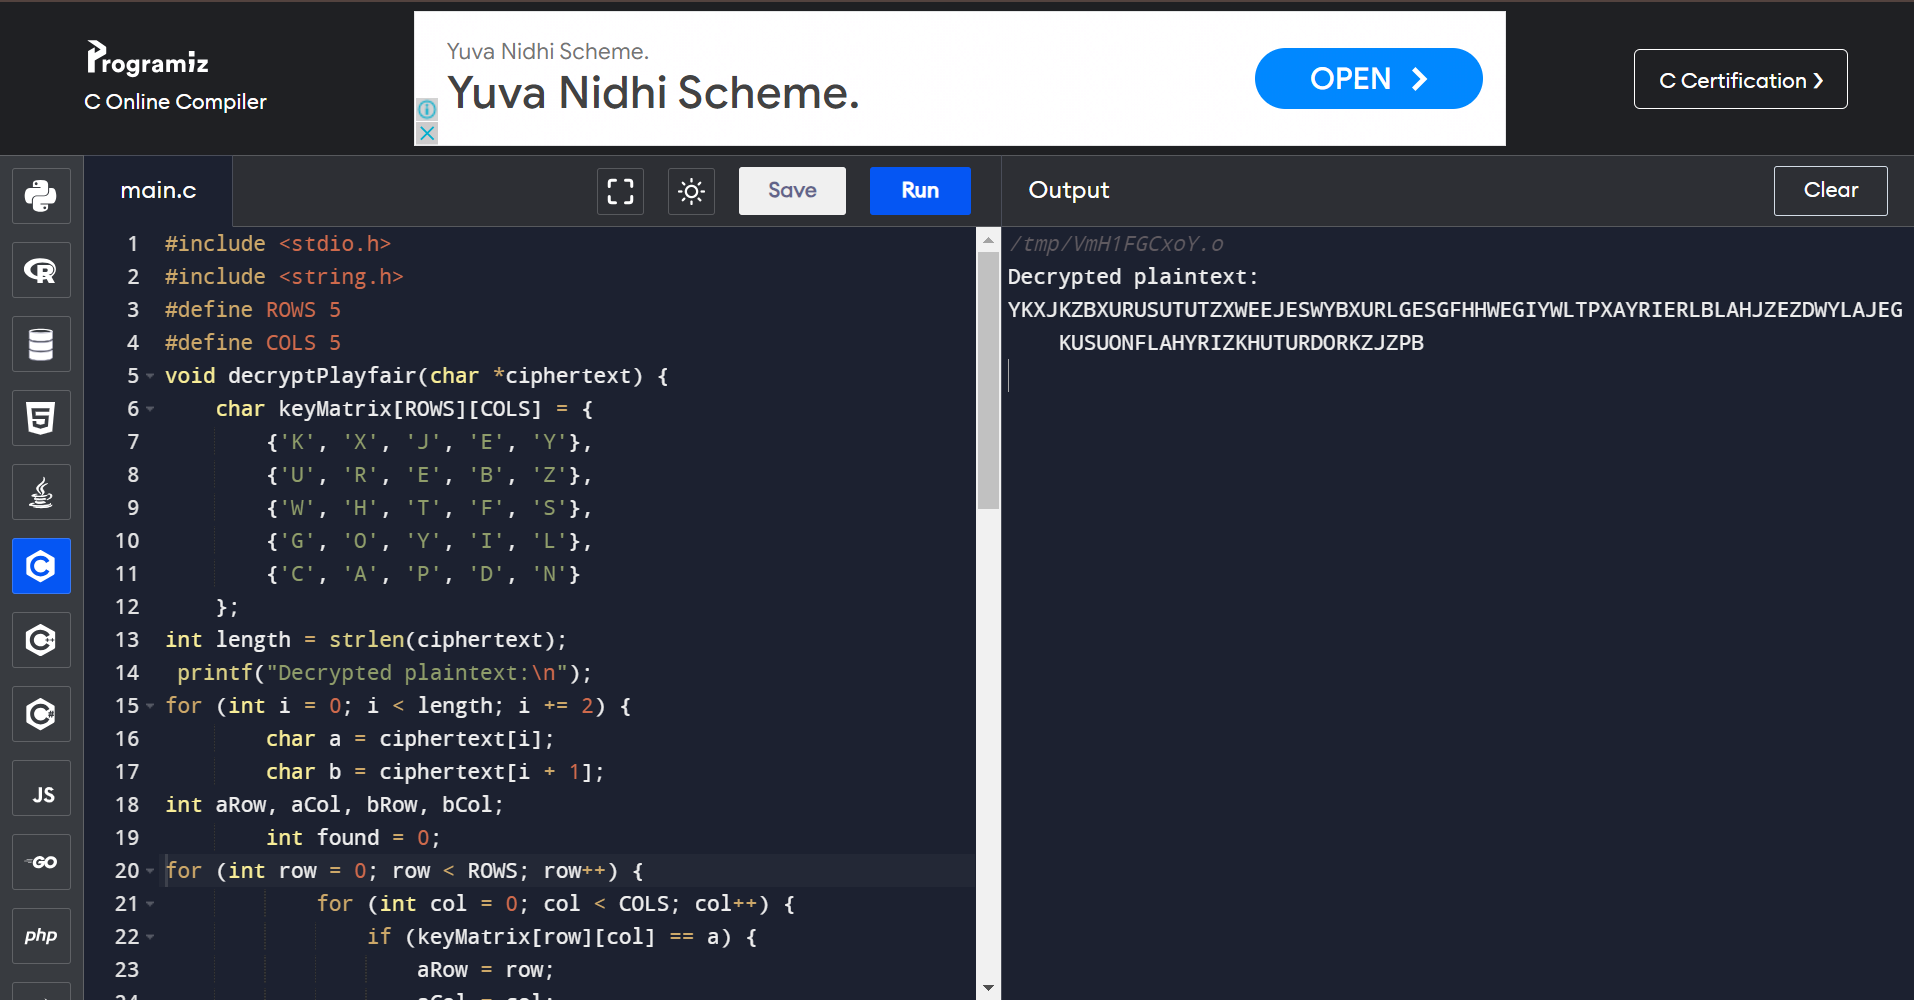 Programiz
C Online Compiler
Yuva Nidhi Scheme.
Yuva Nidhi Scheme.
OPEN
C Certification
main.c
Save
Run
Output
Clear
1 #include <stdio.h>
2 #include <string.h>
3 #define ROWS 5
4 #define COLS 5
5 void decryptPlayfair(char *ciphertext) {
6 char keyMatrix[ROWS][COLS] = {
7 {'K', 'X', 'J', 'E', 'Y'},
8 {'U', 'R', 'E', 'B', 'Z'},
9 {'W', 'H', 'T', 'F', 'S'},
10 {'G', 'O', 'Y', 'I', 'L'},
11 {'C', 'A', 'P', 'D', 'N'}
12 };
13 int length = strlen(ciphertext);
14 printf("Decrypted plaintext:\n");
15 for (int i = 0; i < length; i += 2) {
16 char a = ciphertext[i];
17 char b = ciphertext[i + 1];
18 int aRow, aCol, bRow, bCol;
19 int found = 0;
20 for (int row = 0; row < ROWS; row++) {
21 for (int col = 0; col < COLS; col++) {
22 if (keyMatrix[row][col] == a) {
23 aRow = row;
/tmp/VmH1FGCxoY.o
Decrypted plaintext:
YKXJKZBXURUSUTUTZXWEEJESWYBXURLGESGFHHWEGIYWLTPXAYRIERLBLAHJZEZDWYLAJEG
KUSUONFLAHYRIZKHUTURDORKZJZPB
R
5
C
C++
C#
JS
GO
php